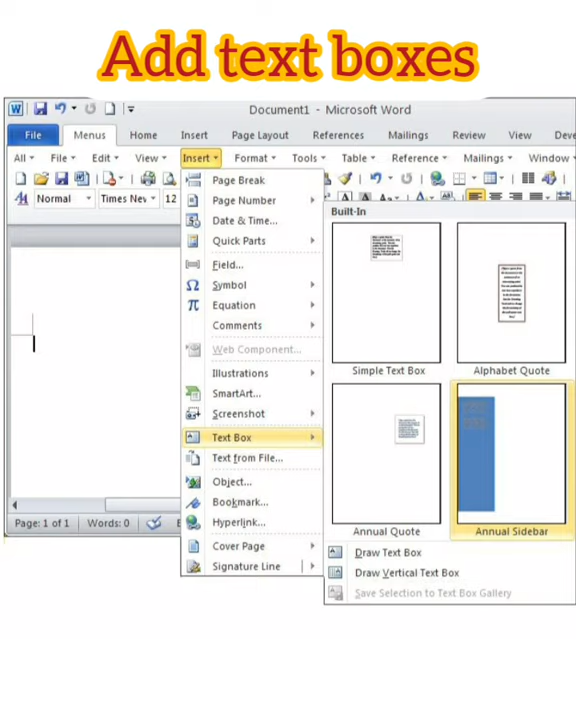 Add text boxes
Document1 - Microsoft Word
File Menus Home Insert Page Layout References Mailings Review View Deve
All File Edit View Insert Format Tools Table Reference Mailings Window
Normal Times Nev 12
Page Break
Page Number
Date & Time...
Quick Parts
Field...
Symbol
Equation
Comments
Web Component...
Illustrations
SmartArt...
Screenshot
Text Box
Text from File...
Object...
Bookmark...
Hyperlink...
Cover Page
Signature Line
Built-In
Simple Text Box Alphabet Quote
Annual Quote Annual Sidebar
Draw Text Box
Draw Vertical Text Box
Save Selection to Text Box Gallery
Page: 1 of 1 Words: 0